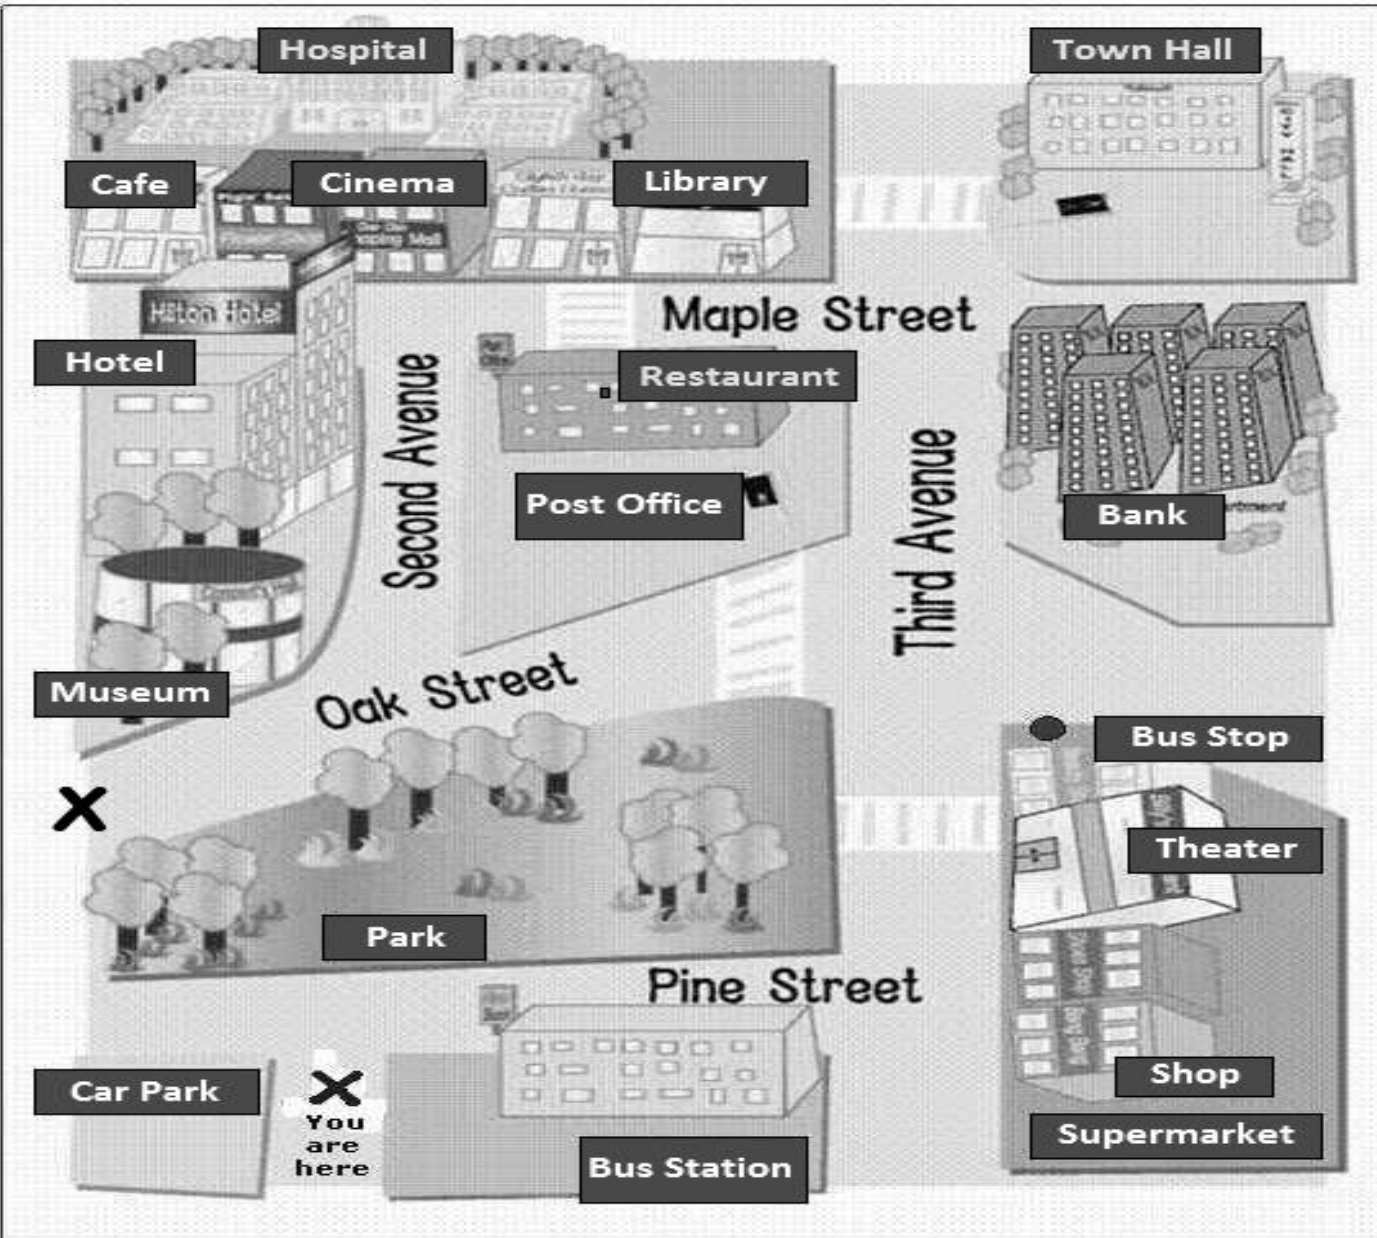 Hospital
Town Hall
Cafe
Cinema
Library
Hilton Hotel
Maple Street
Hotel
Restaurant
Second Avenue
Post Office
Third Avenue
Bank
Museum
Oak Street
Bus Stop
Theater
Park
Pine Street
Car Park
X
You
are
here
Shop
Supermarket
Bus Station
X